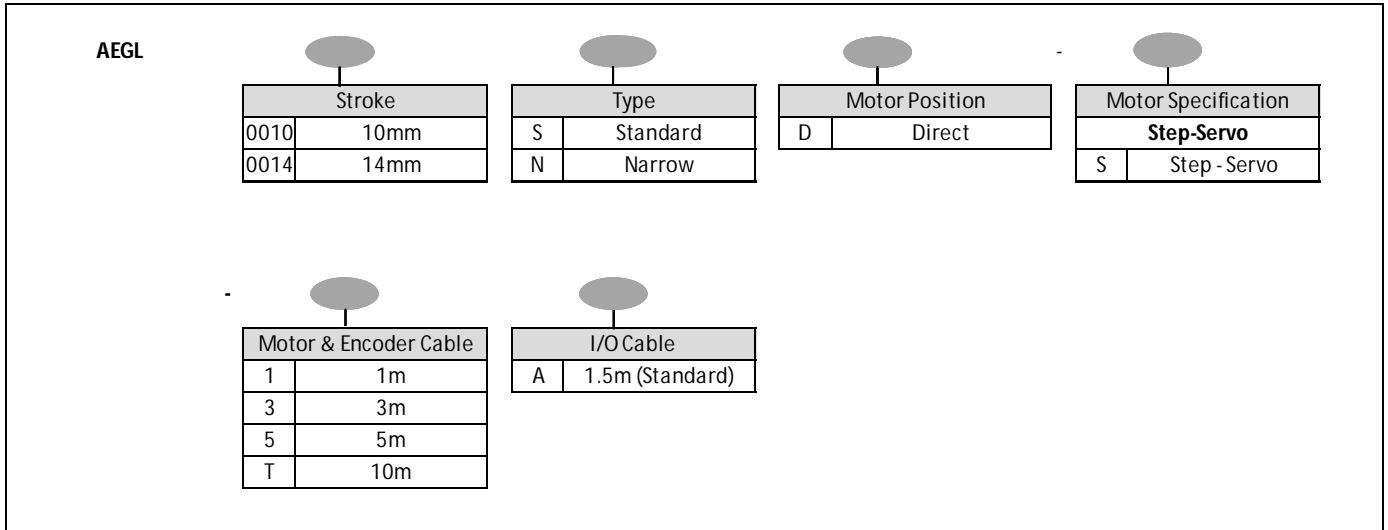 AEGL -
Stroke Type Motor Position Motor Specification
0010 10mm S Standard D Direct Step-Servo
0014 14mm N Narrow S Step - Servo
-
Motor & Encoder Cable I/O Cable
1 1m A 1.5m (Standard)
3 3m
5 5m
T 10m